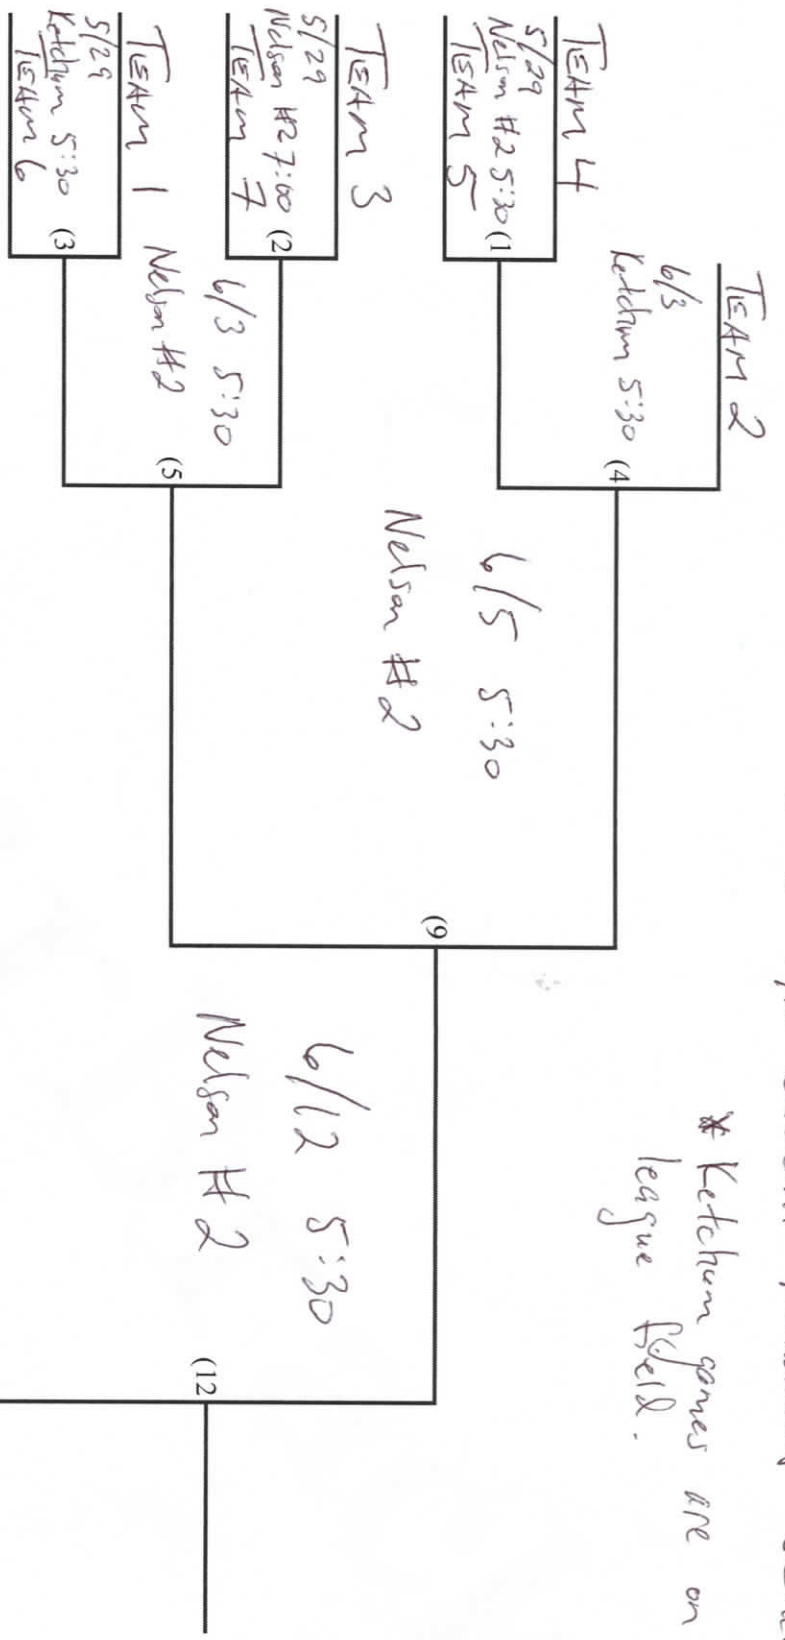 * Ketchum games are on
league field.
TEAM 2
6/3
Ketchum 5:30
(4
TEAM 4
5/29
Nelson #2 5:30
(1
TEAM 5
6/5 5:30
Nelson #2
(9
TEAM 3
5/29
Nelson #2 7:00
(2
TEAM 7
6/3 5:30
Nelson #2
(5
TEAM 1
5/29
Ketchum 5:30
(3
TEAM 6
6/12 5:30
Nelson #2
(12